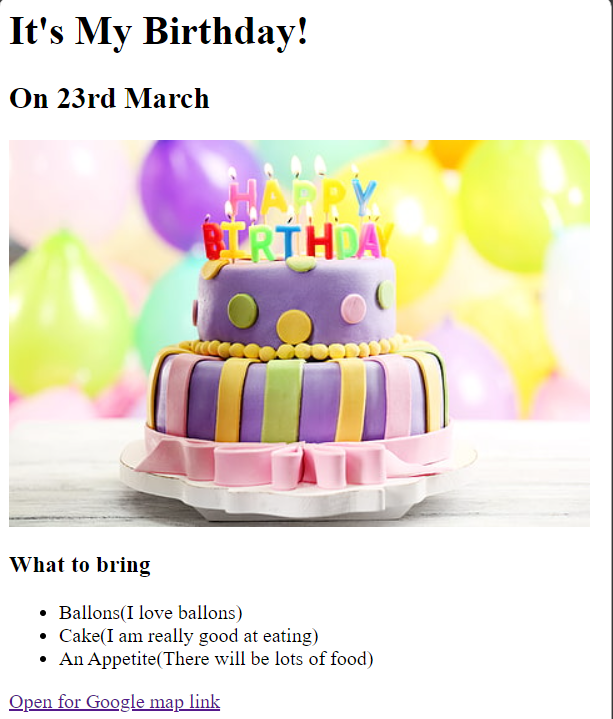 It's My Birthday!
On 23rd March
HAPPY
BIRTHDAY
What to bring
Ballons(I love ballons)
Cake(I am really good at eating)
An Appetite(There will be lots of food)
Open for Google map link